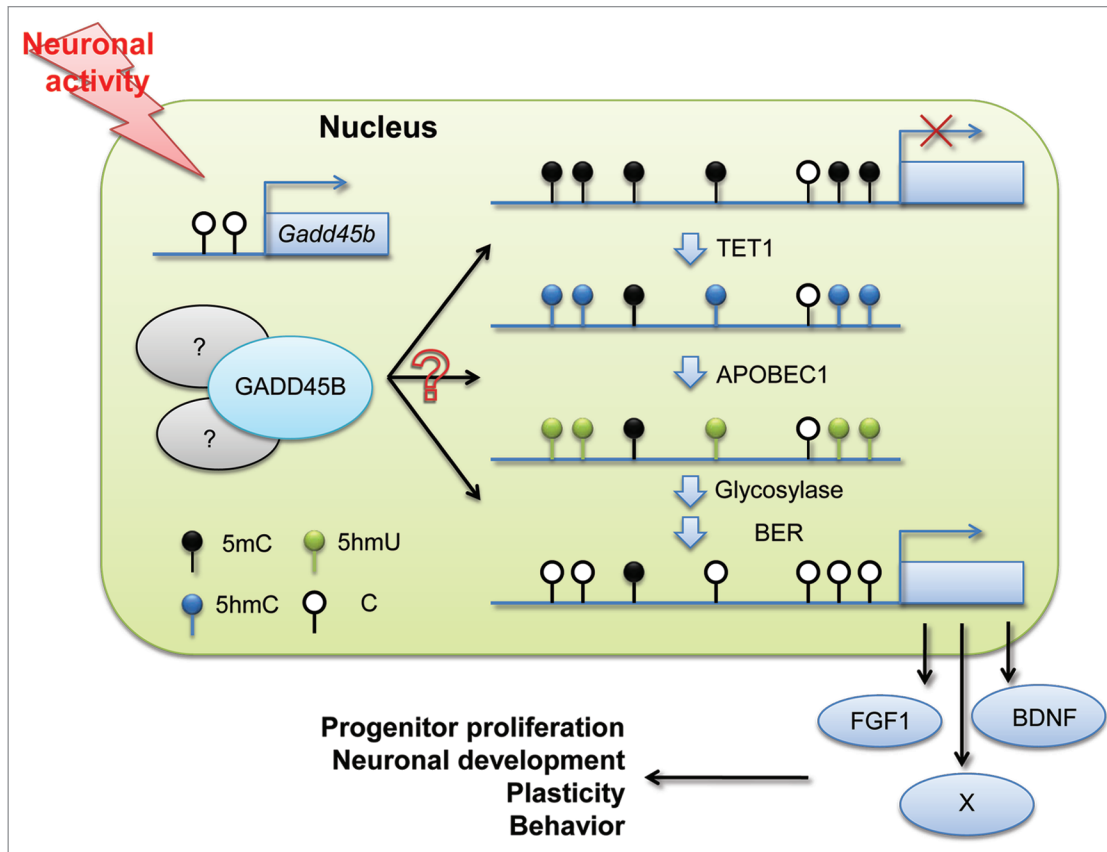 Neuronal
activity
Nucleus
Gadd45b
TET1
?
GADD45B
?
?
APOBEC1
Glycosylase
BER
5mC
5hmU
5hmC
C
FGF1
BDNF
X
Progenitor proliferation
Neuronal development
Plasticity
Behavior